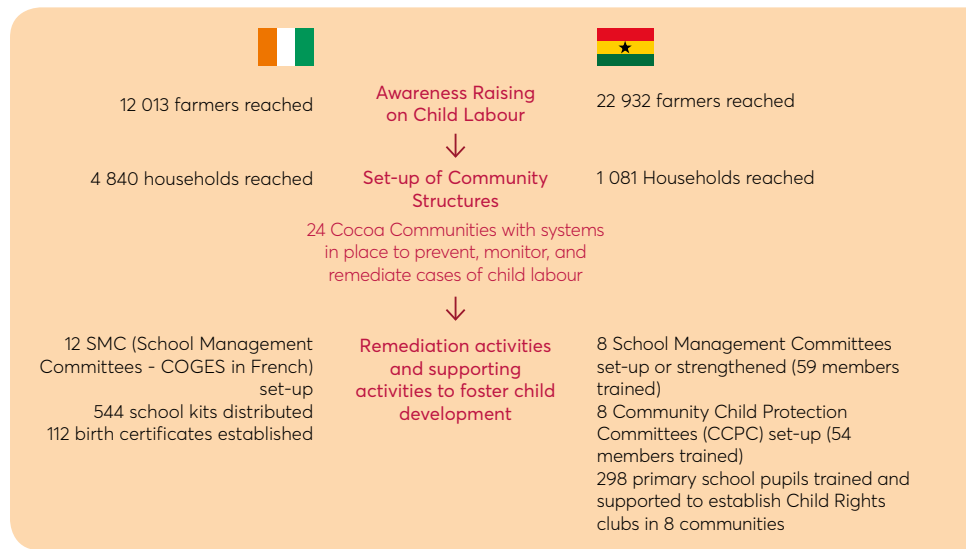 12 013 farmers reached
Awareness Raising
on Child Labour
22 932 farmers reached
4 840 households reached
Set-up of Community
Structures
1 081 Households reached
24 Cocoa Communities with systems
in place to prevent, monitor, and
remediate cases of child labour
12 SMC (School Management
Committees - COGES in French)
set-up
544 school kits distributed
112 birth certificates established
Remediation activities
and supporting
activities to foster child
development
8 School Management Committees
set-up or strengthened (59 members
trained)
8 Community Child Protection
Committees (CCPC) set-up (54
members trained)
298 primary school pupils trained and
supported to establish Child Rights
clubs in 8 communities